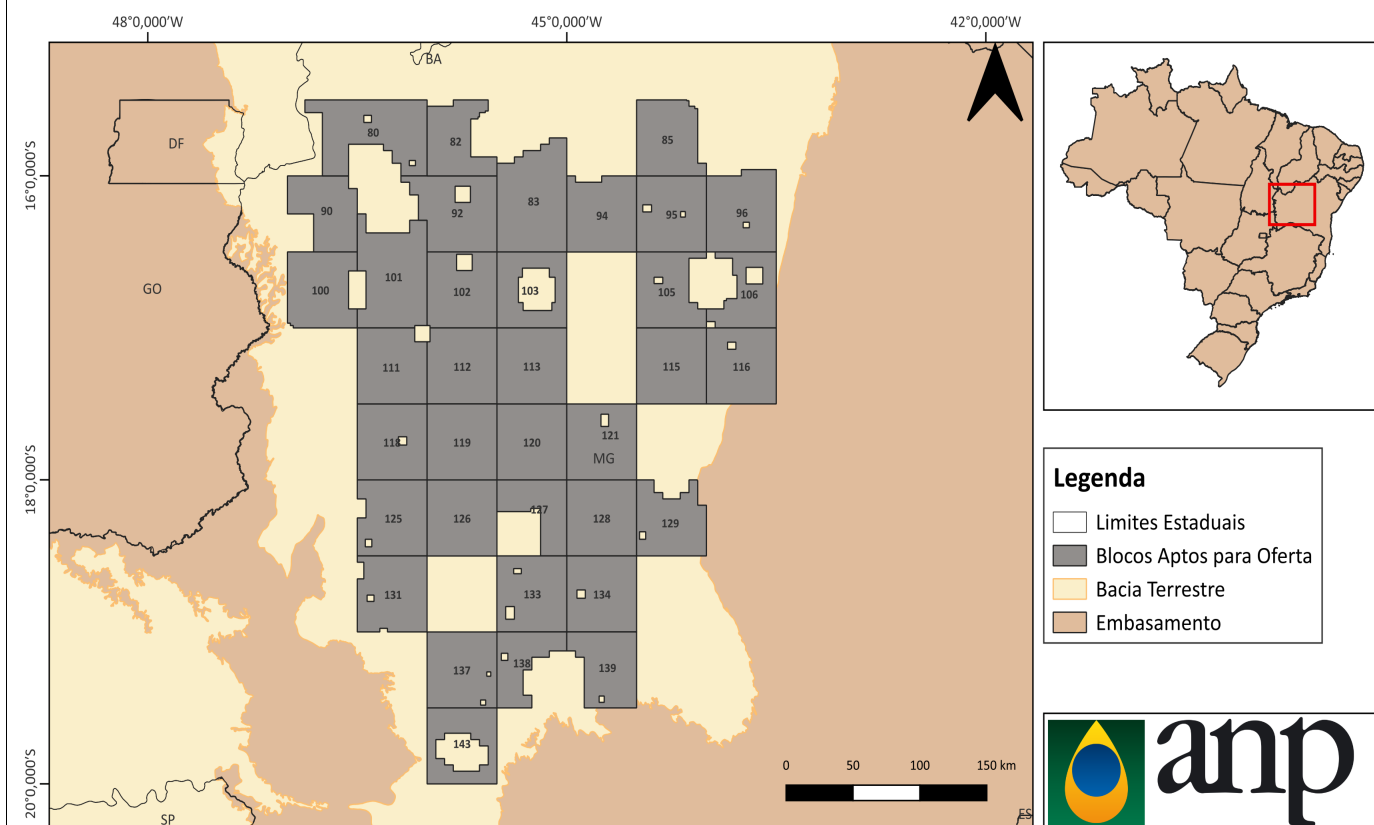 48°0,000’W
45°0,000’W
42°0,000’W
16°0,000’S
18°0,000’S
20°0,000’S
BA
DF
GO
MG
SP
ES
80
82
85
83
90
92
94
95
96
100
101
102
103
105
106
111
112
113
115
116
118
119
120
121
125
126
127
128
129
131
133
134
137
138
139
143
0
50
100
150 km
Legenda
Limites Estaduais
Blocos Aptos para Oferta
Bacia Terrestre
Embasamento
anp